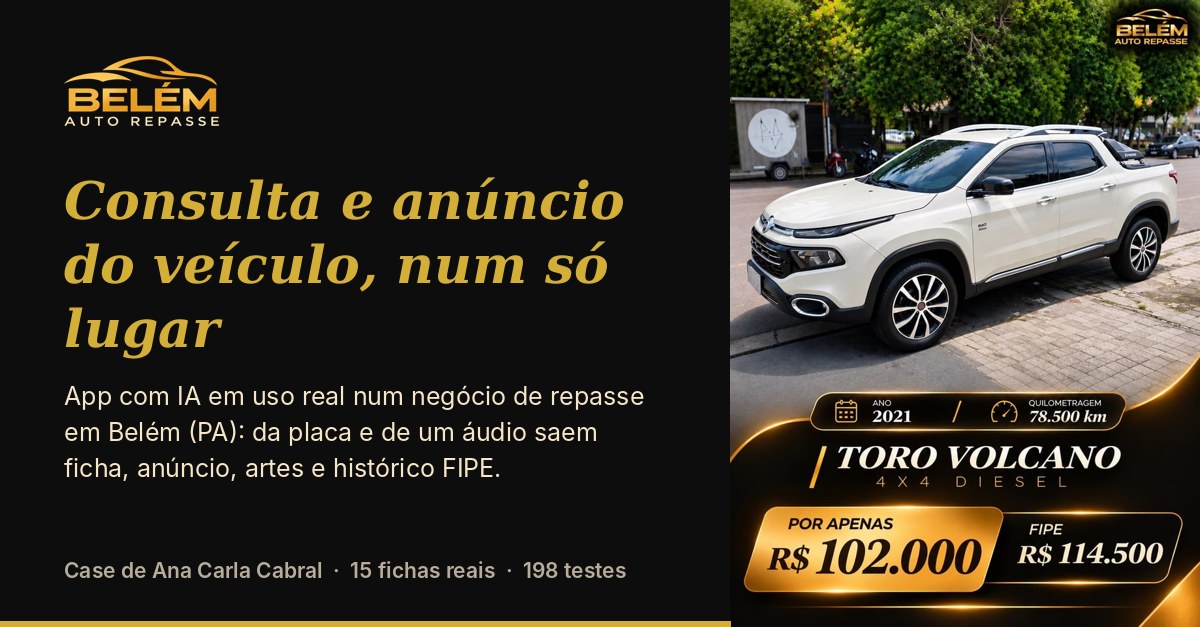 BELÉM
AUTO REPASSE
Consulta e anúncio
do veículo, num só
lugar
App com IA em uso real num negócio de repasse
em Belém (PA): da placa e de um áudio saem
ficha, anúncio, artes e histórico FIPE.
Case de Ana Carla Cabral · 15 fichas reais · 198 testes
BELÉM
AUTO REPASSE
ANO
2021
QUILOMETRAGEM
78.500 km
TORO VOLCANO
4X4 DIESEL
POR APENAS
R$ 102.000
FIPE
R$ 114.500